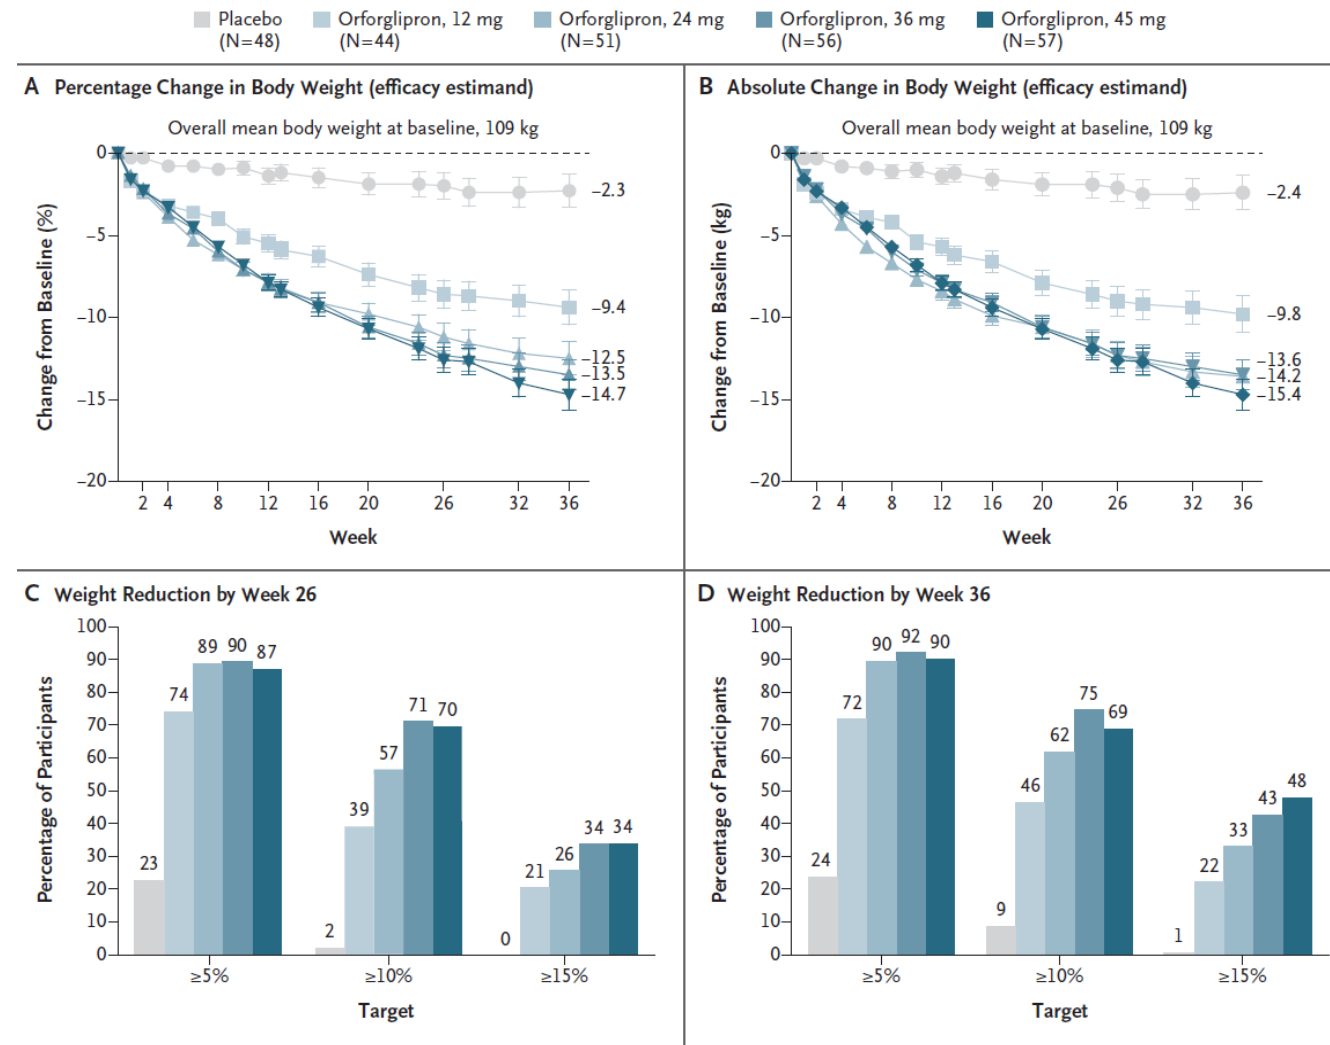 Placebo (N=48)
Orforglipron, 12 mg (N=44)
Orforglipron, 24 mg (N=51)
Orforglipron, 36 mg (N=56)
Orforglipron, 45 mg (N=57)
A Percentage Change in Body Weight (efficacy estimand)
Overall mean body weight at baseline, 109 kg
Change from Baseline (%)
0
−5
−10
−15
−20
−2.3
−9.4
−12.5
−13.5
−14.7
2 4 8 12 16 20 26 32 36
Week
B Absolute Change in Body Weight (efficacy estimand)
Overall mean body weight at baseline, 109 kg
Change from Baseline (kg)
0
−5
−10
−15
−20
−2.4
−9.8
−13.6
−14.2
−15.4
2 4 8 12 16 20 26 32 36
Week
C Weight Reduction by Week 26
Percentage of Participants
100
90
80
70
60
50
40
30
20
10
0
23 74 89 90 87
2 39 57 71 70
0 21 26 34 34
≥5% ≥10% ≥15%
Target
D Weight Reduction by Week 36
Percentage of Participants
100
90
80
70
60
50
40
30
20
10
0
24 72 90 92 90
9 46 62 75 69
1 22 33 43 48
≥5% ≥10% ≥15%
Target